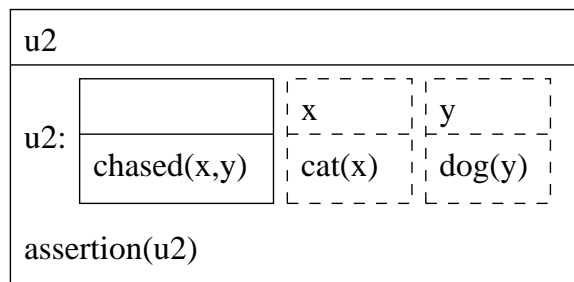 u2
x y
u2:
chased(x,y) cat(x) dog(y)
assertion(u2)